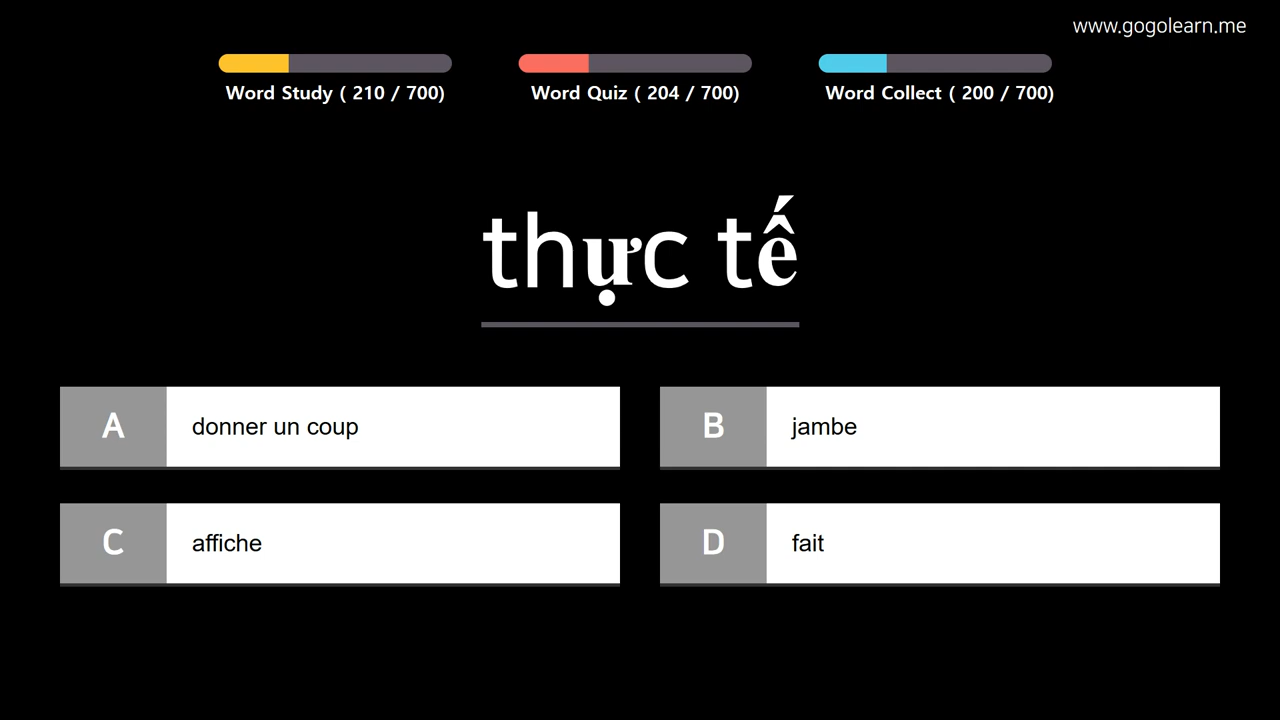 www.gogolearn.me
Word Study ( 210 / 700)
Word Quiz ( 204 / 700)
Word Collect ( 200 / 700)
thực tế
A donner un coup
B jambe
C affiche
D fait